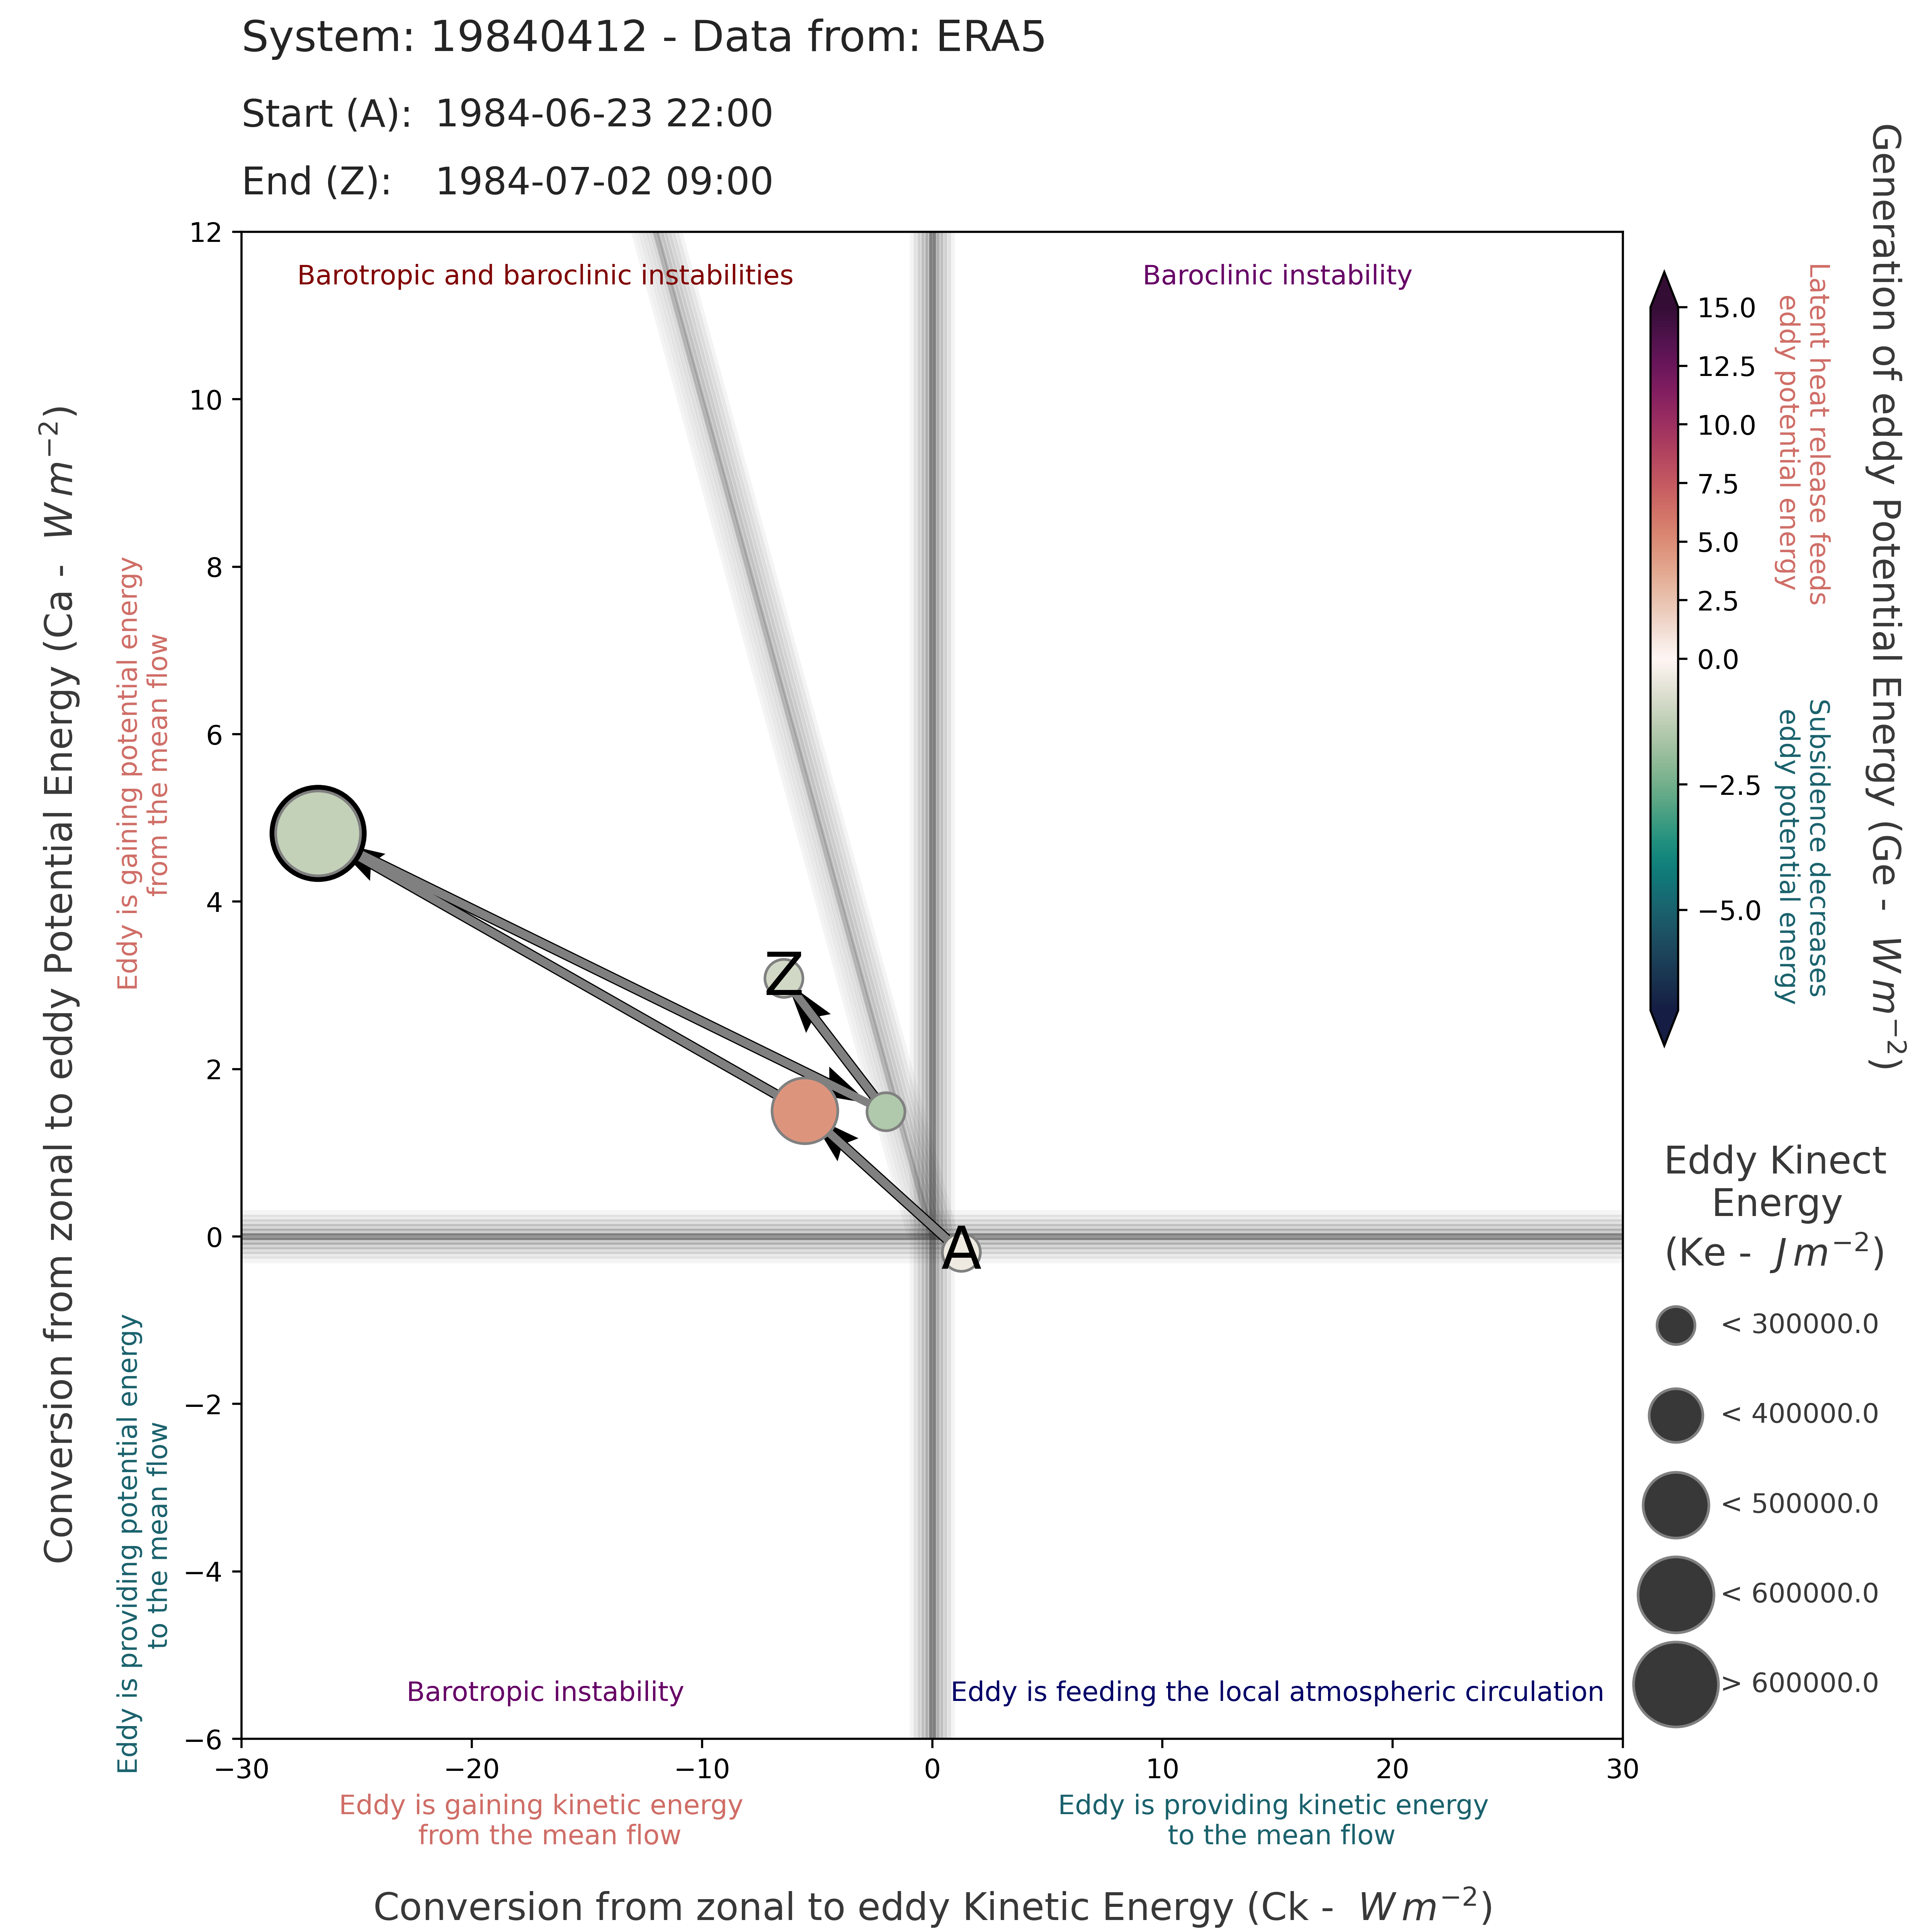 System: 19840412 - Data from: ERA5
Start (A): 1984-06-23 22:00
End (Z): 1984-07-02 09:00
Conversion from zonal to eddy Potential Energy (Ca - W m⁻²)
Eddy is gaining potential energy
from the mean flow
Eddy is providing potential energy
to the mean flow
12
10
8
6
4
2
0
−2
−4
−6
Barotropic and baroclinic instabilities
Baroclinic instability
Z
A
Barotropic instability
Eddy is feeding the local atmospheric circulation
−30
−20
−10
0
10
20
30
Eddy is gaining kinetic energy
from the mean flow
Eddy is providing kinetic energy
to the mean flow
Conversion from zonal to eddy Kinetic Energy (Ck - W m⁻²)
15.0
12.5
10.0
7.5
5.0
2.5
0.0
−2.5
−5.0
Latent heat release feeds
eddy potential energy
Subsidence decreases
eddy potential energy
Generation of eddy Potential Energy (Ge - W m⁻²)
Eddy Kinect
Energy
(Ke - J m⁻²)
< 300000.0
< 400000.0
< 500000.0
< 600000.0
> 600000.0